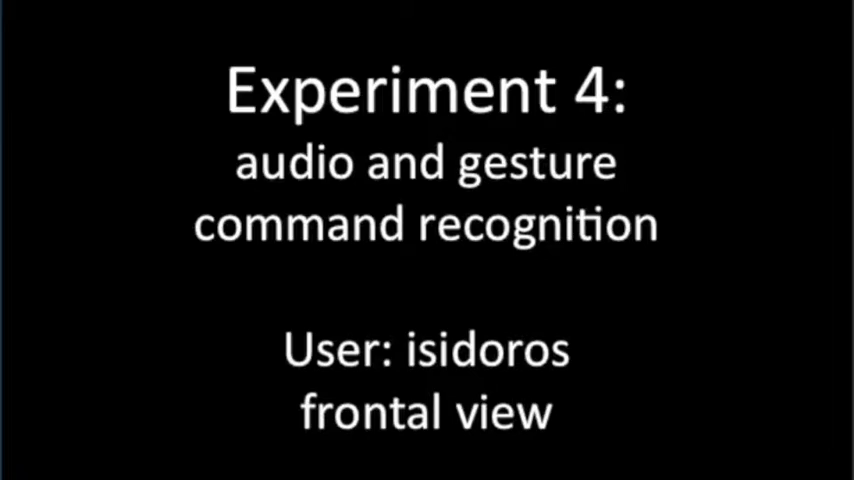 Experiment 4:
audio and gesture
command recognition
User: isidoros
frontal view